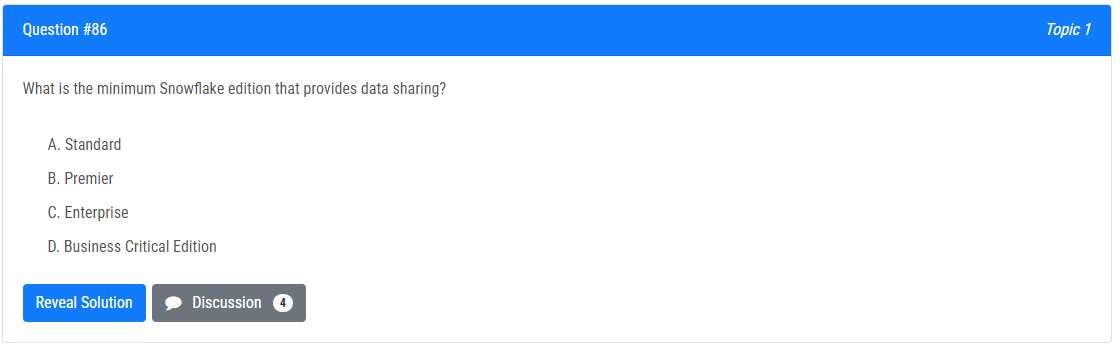 Question #86
Topic 1
What is the minimum Snowflake edition that provides data sharing?
A. Standard
B. Premier
C. Enterprise
D. Business Critical Edition
Reveal Solution
Discussion 4